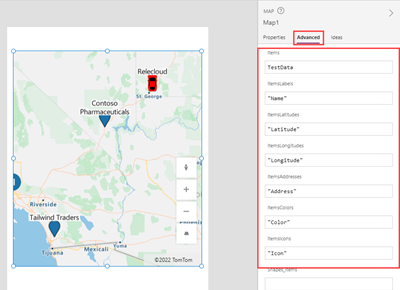 MAP
Map1
Properties
Advanced
Ideas
Items
TestData
ItemsLabels
"Name"
ItemsLatitudes
"Latitude"
ItemsLongitudes
"Longitude"
ItemsAddresses
"Address"
ItemsColors
"Color"
ItemsIcons
"Icon"
Shapes_Items
Relecloud
St. George
Contoso
Pharmaceuticals
Riverside
Tailwind Traders
Yuma
Mexicali
Tijuana
©2022 TomTom